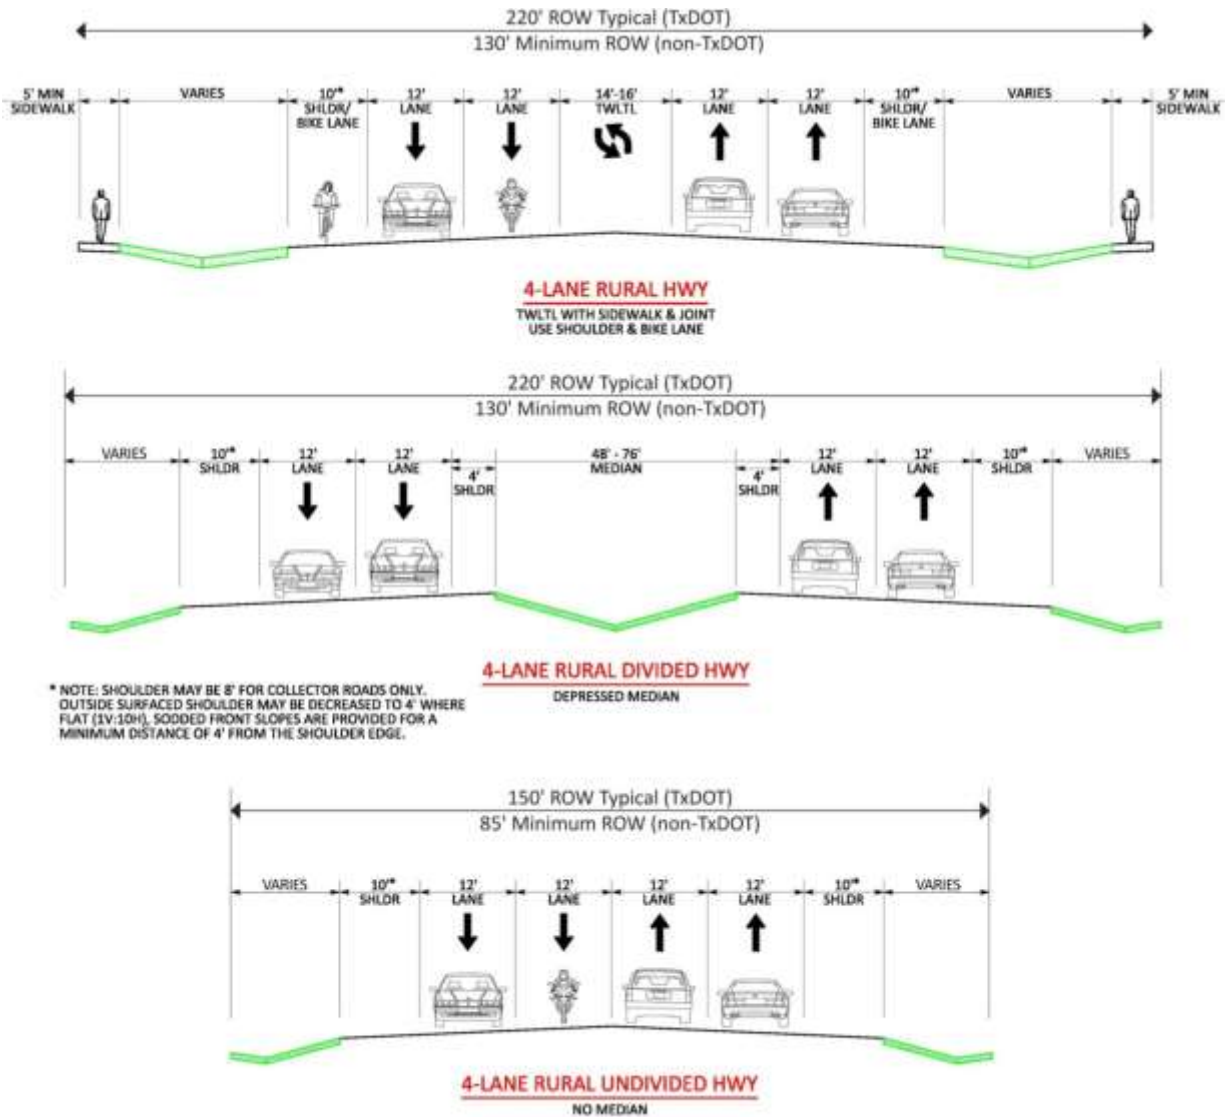 220' ROW Typical (TxDOT)
130' Minimum ROW (non-TxDOT)
5' MIN SIDEWALK
VARIES
10'* SHLDR/ BIKE LANE
12' LANE
12' LANE
14'-16' TWLTL
12' LANE
12' LANE
10'* SHLDR/ BIKE LANE
VARIES
5' MIN SIDEWALK
4-LANE RURAL HWY
TWLTL WITH SIDEWALK & JOINT
USE SHOULDER & BIKE LANE
220' ROW Typical (TxDOT)
130' Minimum ROW (non-TxDOT)
VARIES
10'* SHLDR
12' LANE
12' LANE
4' SHLDR
48' - 76' MEDIAN
4' SHLDR
12' LANE
12' LANE
10'* SHLDR
VARIES
4-LANE RURAL DIVIDED HWY
DEPRESSED MEDIAN
* NOTE: SHOULDER MAY BE 8' FOR COLLECTOR ROADS ONLY.
OUTSIDE SURFACED SHOULDER MAY BE DECREASED TO 4' WHERE
FLAT (1V:10H), SODDED FRONT SLOPES ARE PROVIDED FOR A
MINIMUM DISTANCE OF 4' FROM THE SHOULDER EDGE.
150' ROW Typical (TxDOT)
85' Minimum ROW (non-TxDOT)
VARIES
10'* SHLDR
12' LANE
12' LANE
12' LANE
12' LANE
10'* SHLDR
VARIES
4-LANE RURAL UNDIVIDED HWY
NO MEDIAN